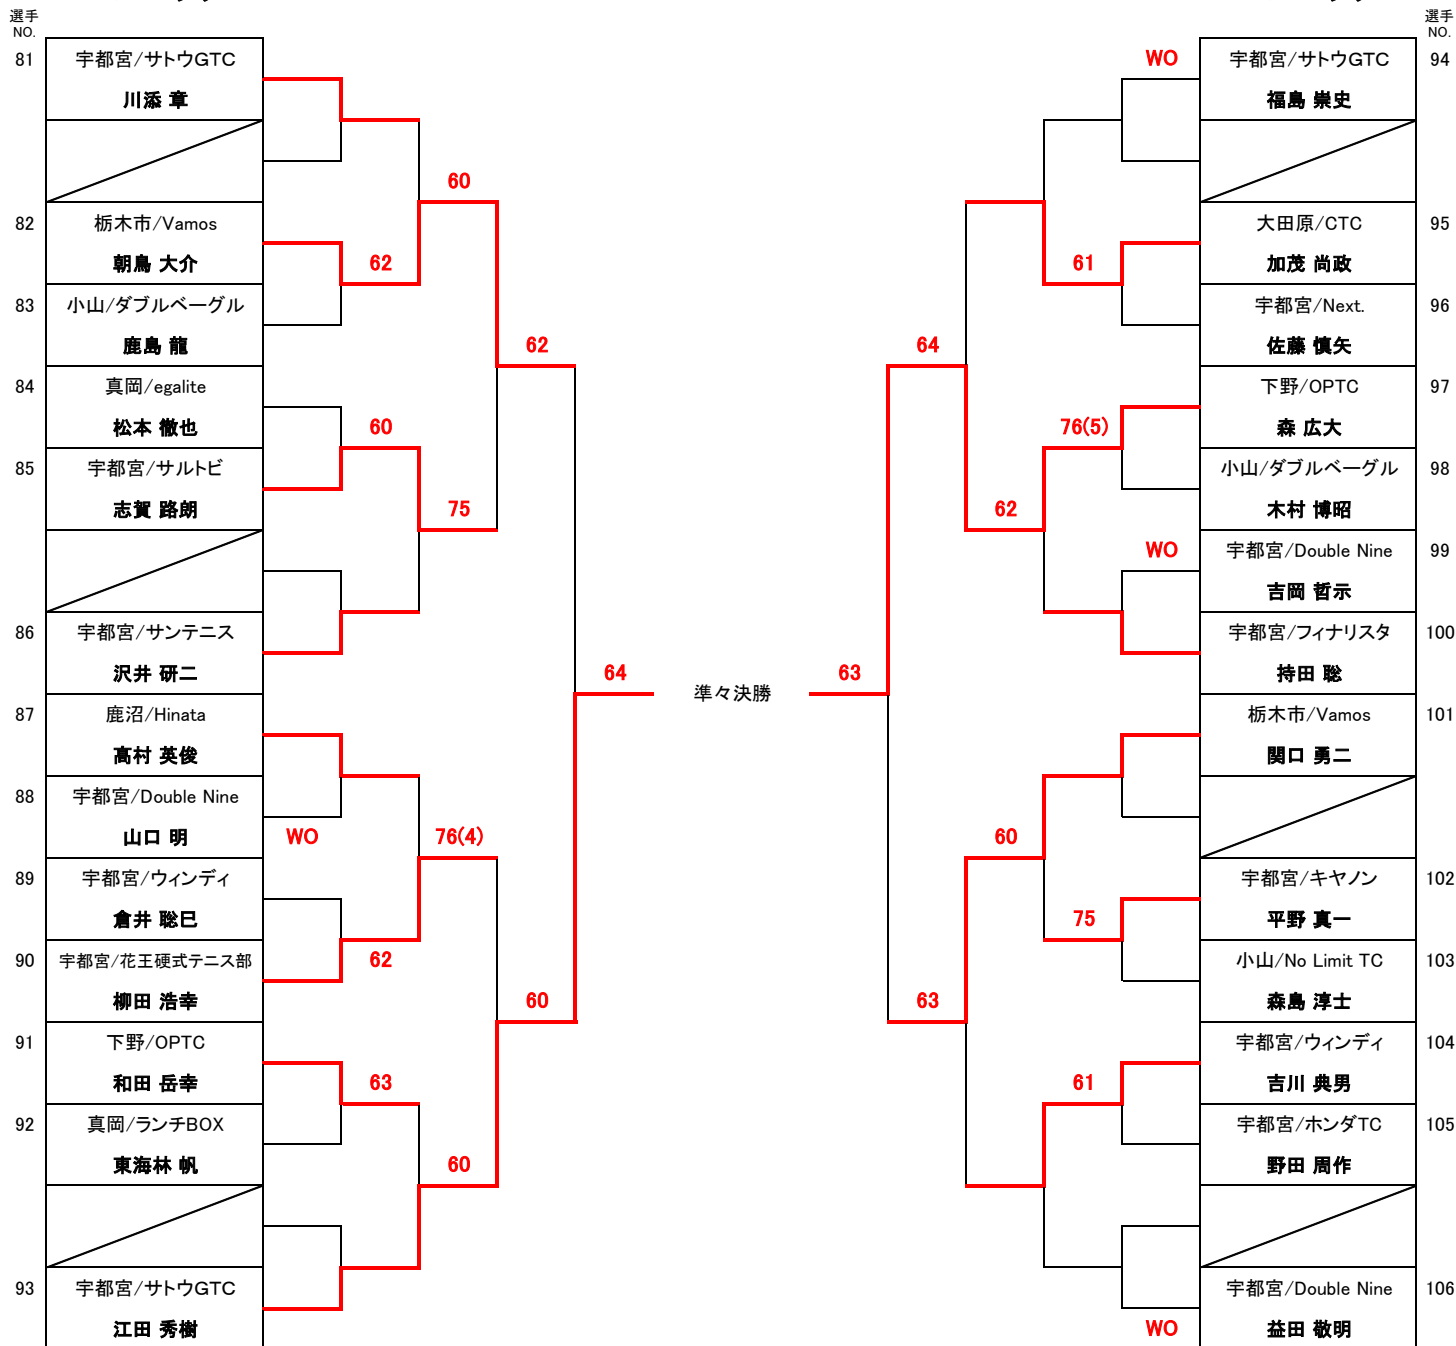 選手
NO.
81
宇都宮/サトウGTC
川添 章
82
栃木市/Vamos
朝鳥 大介
83
小山/ダブルベーグル
鹿島 龍
84
真岡/egalite
松本 徹也
85
宇都宮/サルトビ
志賀 路朗
86
宇都宮/サンテニス
沢井 研二
87
鹿沼/Hinata
高村 英俊
88
宇都宮/Double Nine
山口 明
WO
89
宇都宮/ウィンディ
倉井 聡巳
90
宇都宮/花王硬式テニス部
柳田 浩幸
91
下野/OPTC
和田 岳幸
92
真岡/ランチBOX
東海林 帆
93
宇都宮/サトウGTC
江田 秀樹
62
60
62
63
60
75
76(4)
60
62
60
64
準々決勝
63
64
63
62
60
61
76(5)
75
61
選手
NO.
WO
宇都宮/サトウGTC
94
福島 崇史
大田原/CTC
95
加茂 尚政
宇都宮/Next.
96
佐藤 慎矢
下野/OPTC
97
森 広大
小山/ダブルベーグル
98
木村 博昭
WO
宇都宮/Double Nine
99
吉岡 哲示
宇都宮/フィナリスタ
100
持田 聡
栃木市/Vamos
101
関口 勇二
宇都宮/キヤノン
102
平野 真一
小山/No Limit TC
103
森島 淳士
宇都宮/ウィンディ
104
吉川 典男
宇都宮/ホンダTC
105
野田 周作
宇都宮/Double Nine
106
WO
益田 敬明